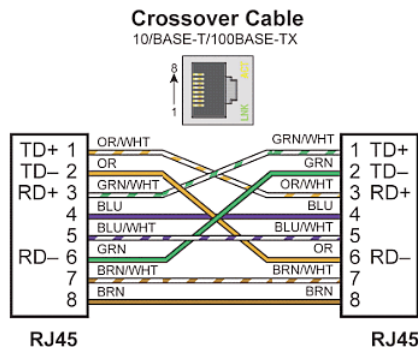 Crossover Cable
10/BASE-T/100BASE-TX
8
1
ACT
LNK
TD+ 1 OR/WHT GRN/WHT 1 TD+
TD– 2 OR GRN 2 TD–
RD+ 3 GRN/WHT OR/WHT 3 RD+
4 BLU BLU 4
5 BLU/WHT BLU/WHT 5
RD– 6 GRN OR 6 RD–
7 BRN/WHT BRN/WHT 7
8 BRN BRN 8
RJ45 RJ45